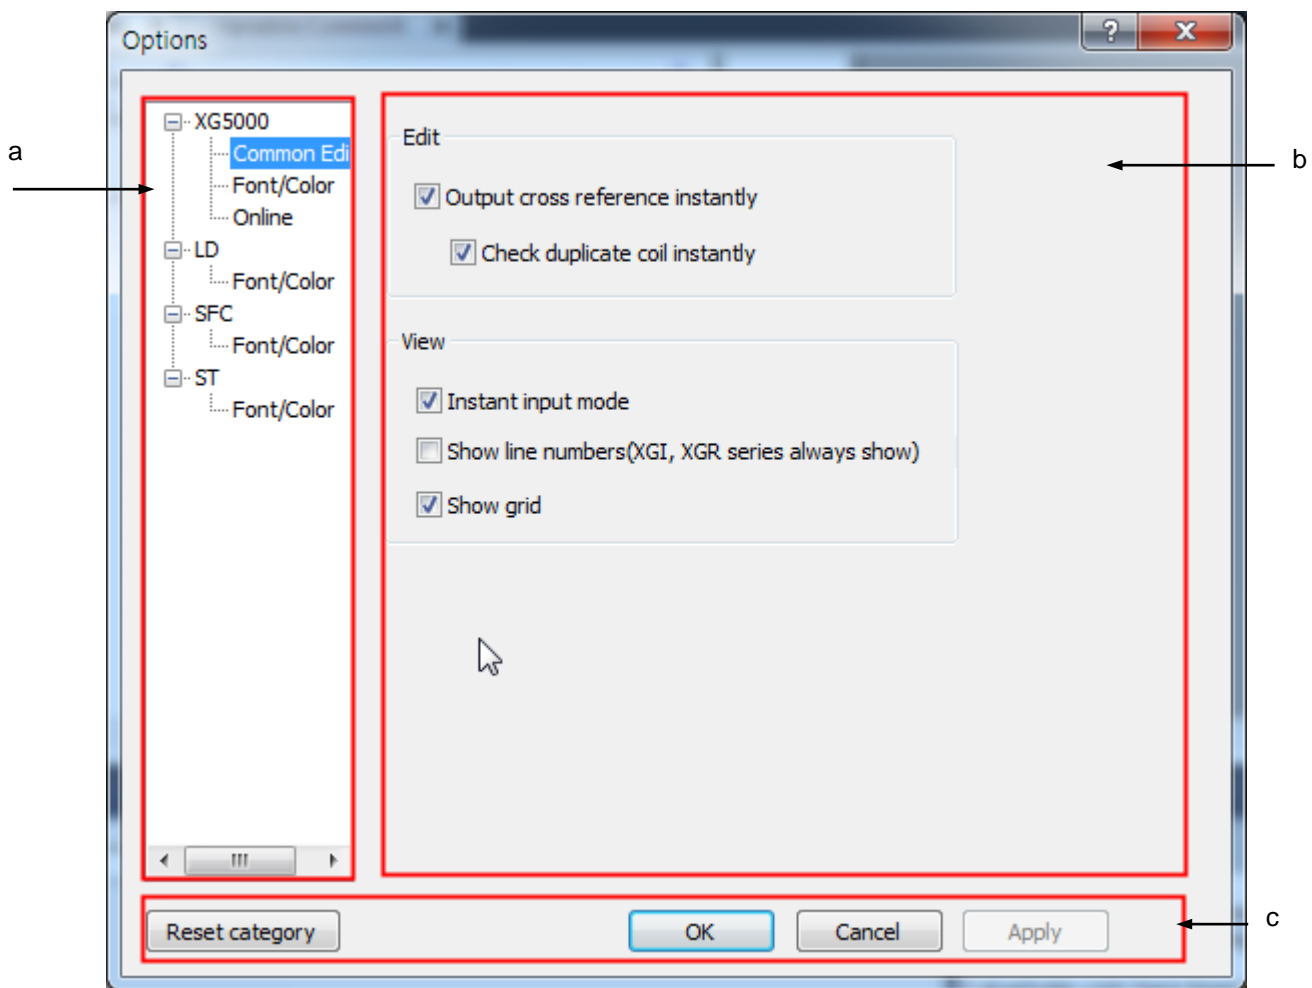 Options
?
a
XG5000
Common Edi
Font/Color
Online
LD
Font/Color
SFC
Font/Color
ST
Font/Color
b
Edit
Output cross reference instantly
Check duplicate coil instantly
View
Instant input mode
Show line numbers(XGI, XGR series always show)
Show grid
Reset category
OK
Cancel
Apply
c